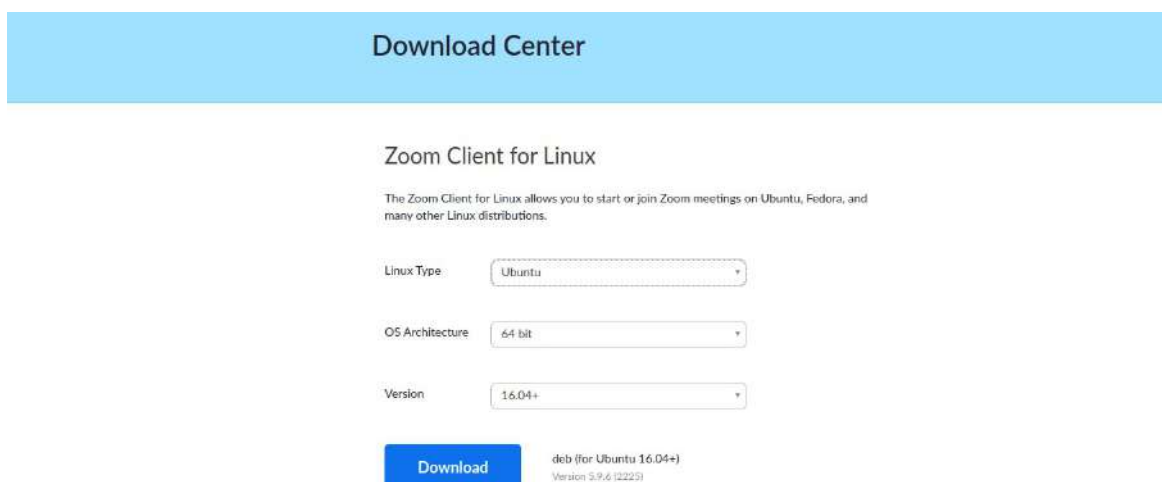 Download Center
Zoom Client for Linux
The Zoom Client for Linux allows you to start or join Zoom meetings on Ubuntu, Fedora, and
many other Linux distributions.
Linux Type
Ubuntu
OS Architecture
64 bit
Version
16.04+
Download
deb (for Ubuntu 16.04+)
Version 5.9.6 (2225)